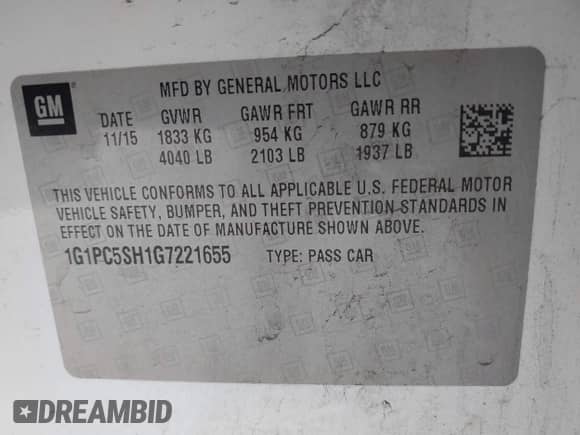 MFD BY GENERAL MOTORS LLC
GM
DATE GVWR GAWR FRT GAWR RR
11/15 1833 KG 954 KG 879 KG
4040 LB 2103 LB 1937 LB
THIS VEHICLE CONFORMS TO ALL APPLICABLE U.S. FEDERAL MOTOR
VEHICLE SAFETY, BUMPER, AND THEFT PREVENTION STANDARDS IN
EFFECT ON THE DATE OF MANUFACTURE SHOWN ABOVE.
1G1PC5SH1G7221655 TYPE: PASS CAR
DREAMBID